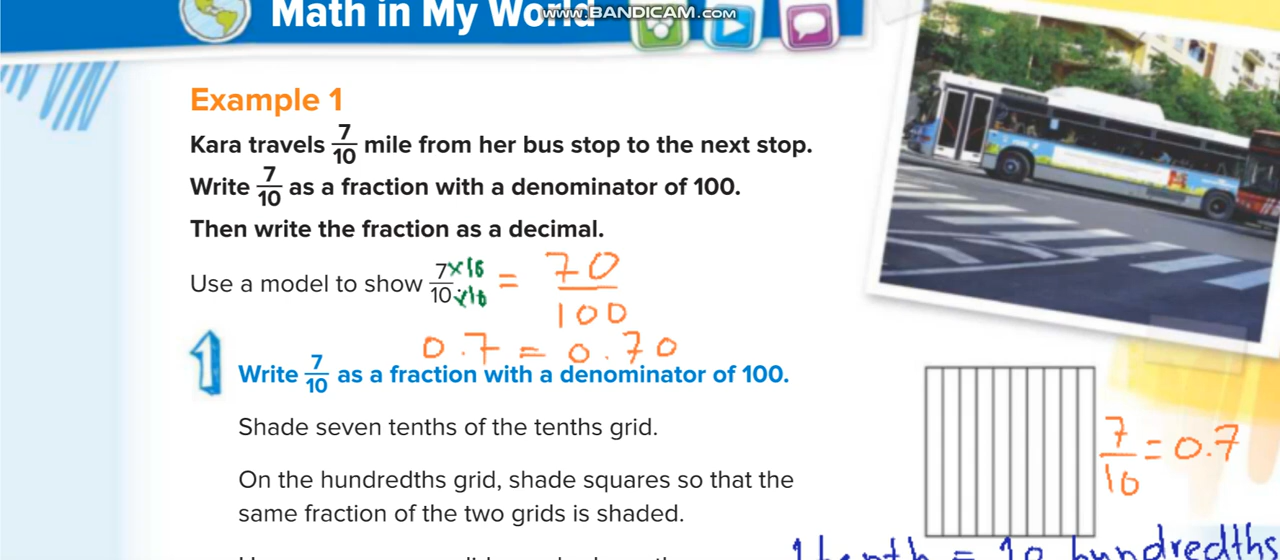 Math in My World
www.BANDICAM.com
Example 1
Kara travels 7/10 mile from her bus stop to the next stop.
Write 7/10 as a fraction with a denominator of 100.
Then write the fraction as a decimal.
Use a model to show 7×10/10×10 = 70/100
0.7 = 0.70
1 Write 7/10 as a fraction with a denominator of 100.
Shade seven tenths of the tenths grid.
7/10 = 0.7
On the hundredths grid, shade squares so that the
same fraction of the two grids is shaded.
1 tenth = 10 hundredths